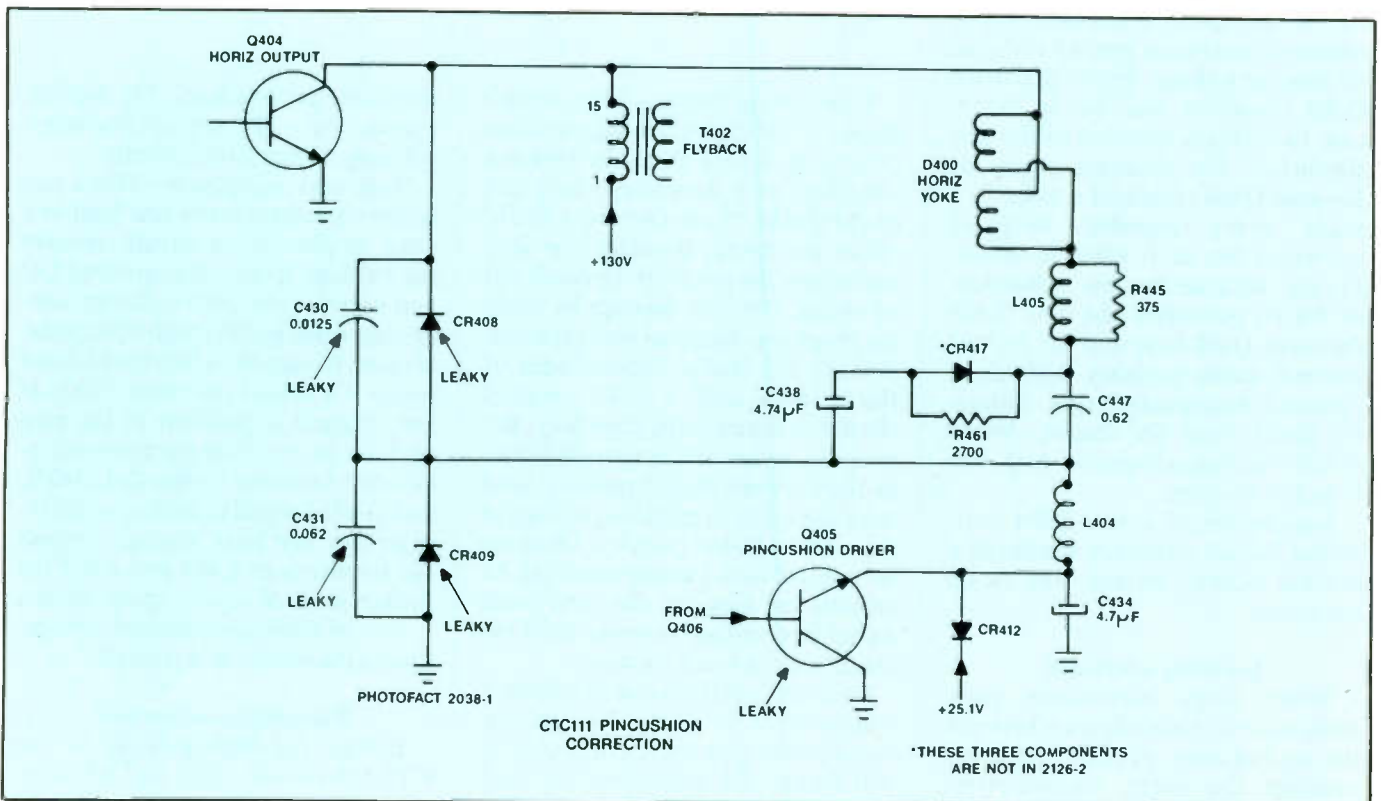 Q404
HORIZ OUTPUT
15
1
T402
FLYBACK
+130V
D400
HORIZ
YOKE
C430
0.0125
LEAKY
CR408
LEAKY
L405
R445
375
*CR417
*C438
4.74µF
*R461
2700
C447
0.62
C431
0.062
LEAKY
CR409
LEAKY
L404
Q405
PINCUSHION DRIVER
FROM
Q406
LEAKY
CR412
+25.1V
C434
4.7µF
PHOTOFACT 2038-1
CTC111 PINCUSHION
CORRECTION
*THESE THREE COMPONENTS
ARE NOT IN 2126-2